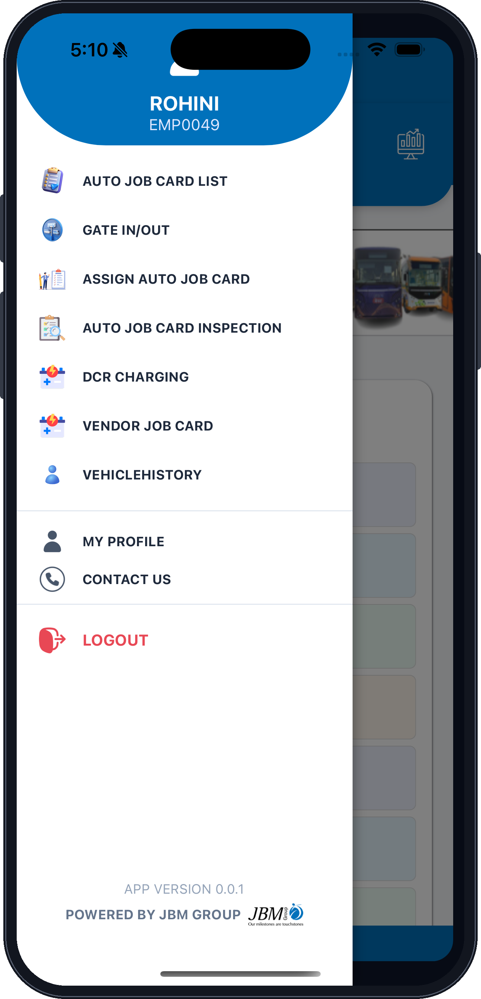 5:10
ROHINI
EMP0049
AUTO JOB CARD LIST
GATE IN/OUT
ASSIGN AUTO JOB CARD
AUTO JOB CARD INSPECTION
DCR CHARGING
VENDOR JOB CARD
VEHICLEHISTORY
MY PROFILE
CONTACT US
LOGOUT
APP VERSION 0.0.1
POWERED BY JBM GROUP
JBM Group
Our milestones are touchstones